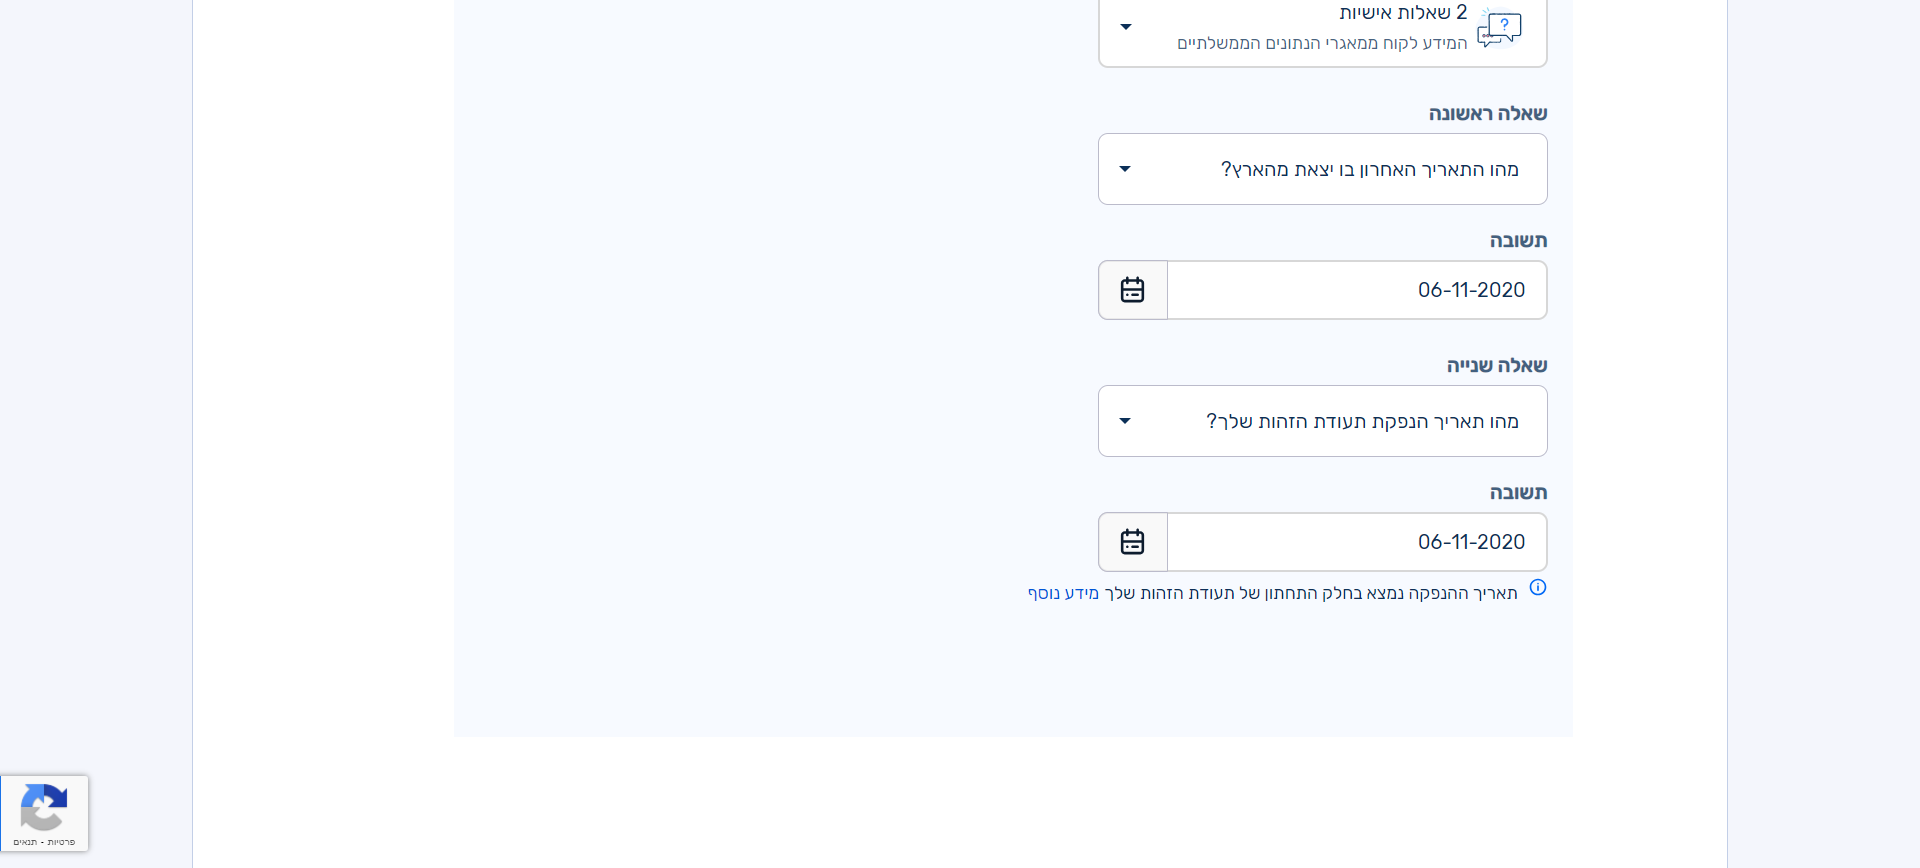 2 שאלות אישיות
המידע לקוח ממאגרי הנתונים הממשלתיים
שאלה ראשונה
מהו התאריך האחרון בו יצאת מהארץ?
תשובה
06-11-2020
שאלה שנייה
מהו תאריך הנפקת תעודת הזהות שלך?
תשובה
06-11-2020
תאריך ההנפקה נמצא בחלק התחתון של תעודת הזהות שלך מידע נוסף
פרטיות - תנאים